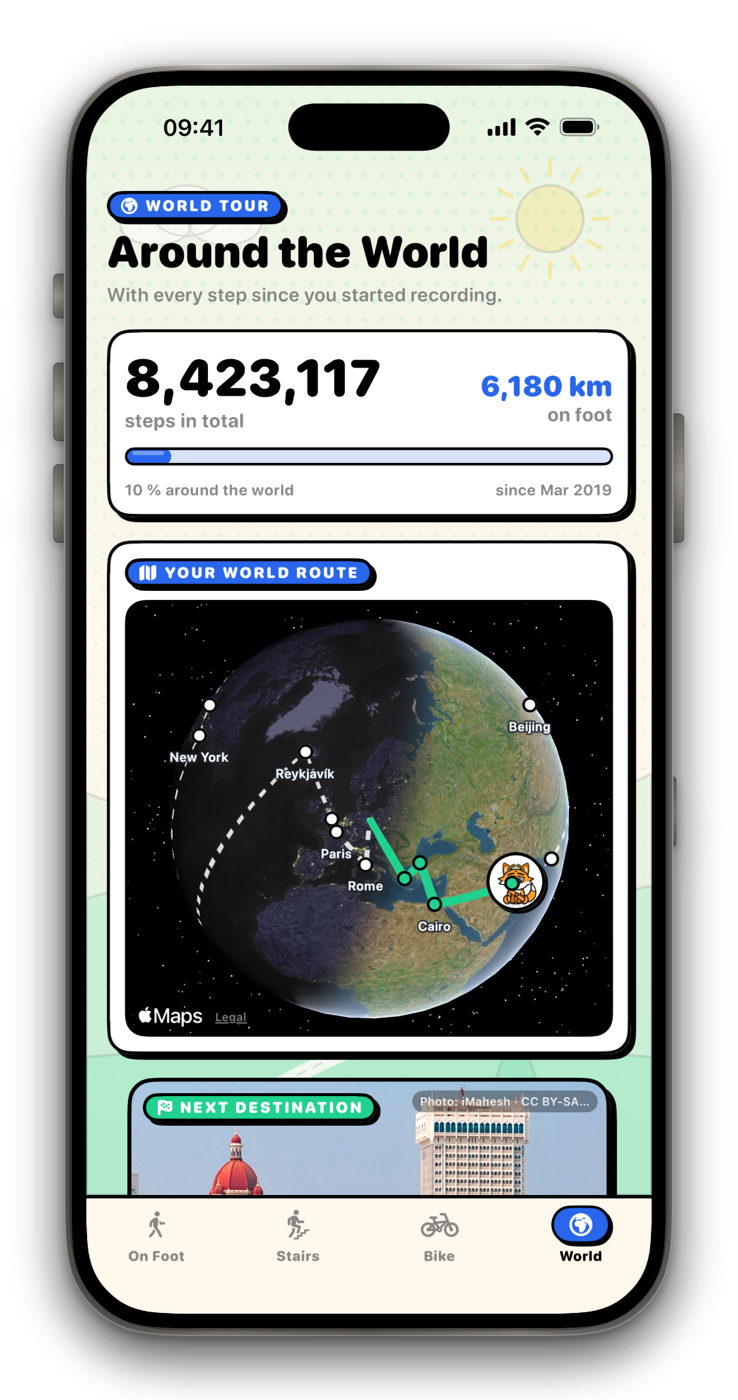 09:41
WORLD TOUR
Around the World
With every step since you started recording.
8,423,117
6,180 km
steps in total
on foot
10 % around the world
since Mar 2019
YOUR WORLD ROUTE
Beijing
New York
Reykjavík
Paris
Rome
Cairo
Maps
Legal
NEXT DESTINATION
Photo: iMahesh · CC BY-SA...
On Foot
Stairs
Bike
World